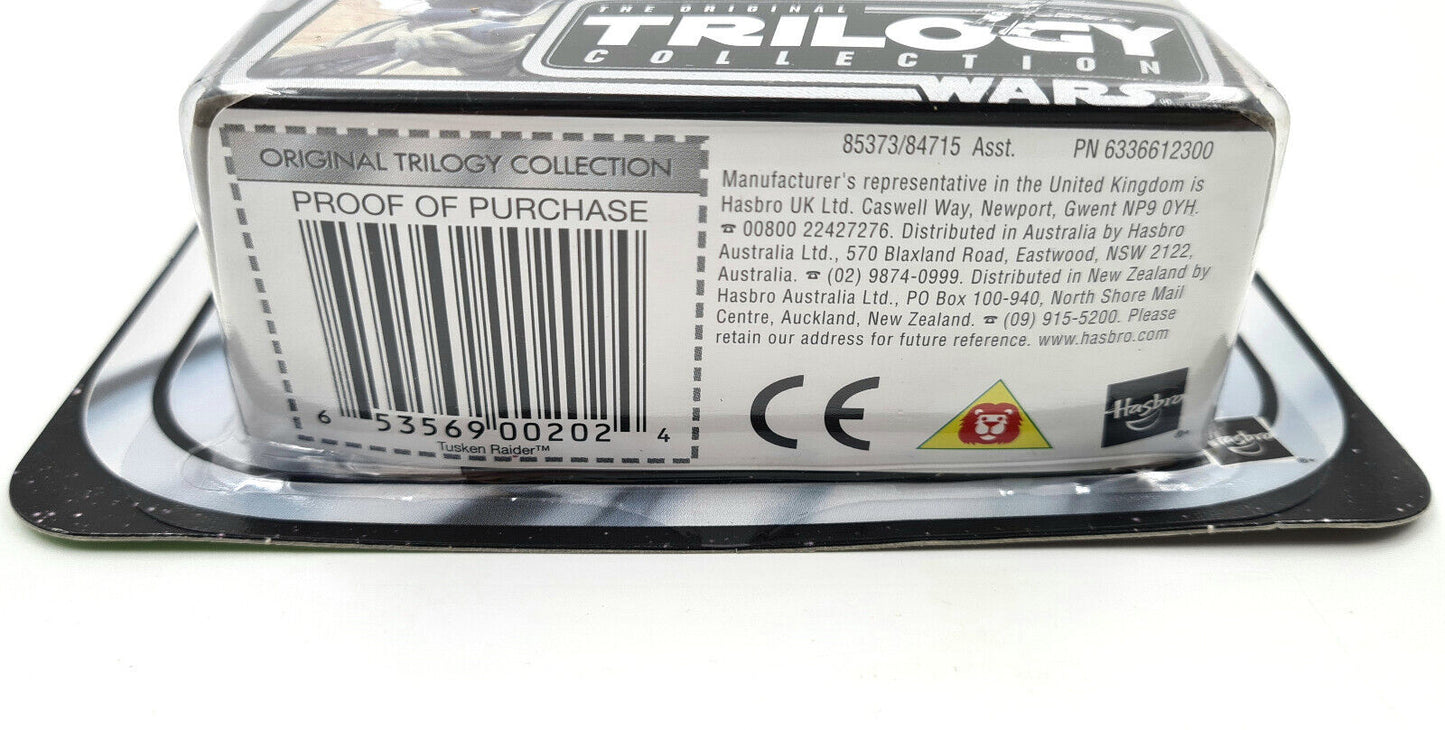 THE ORIGINAL
TRILOGY
COLLECTION
WARS
ORIGINAL TRILOGY COLLECTION
PROOF OF PURCHASE
6 53569 00202 4
Tusken Raider™
85373/84715 Asst. PN 6336612300
Manufacturer's representative in the United Kingdom is
Hasbro UK Ltd. Caswell Way, Newport, Gwent NP9 0YH.
☎ 00800 22427276. Distributed in Australia by Hasbro
Australia Ltd., 570 Blaxland Road, Eastwood, NSW 2122,
Australia. ☎ (02) 9874-0999. Distributed in New Zealand by
Hasbro Australia Ltd., PO Box 100-940, North Shore Mail
Centre, Auckland, New Zealand. ☎ (09) 915-5200. Please
retain our address for future reference. www.hasbro.com
CE
Hasbro
®
Hasbro
®